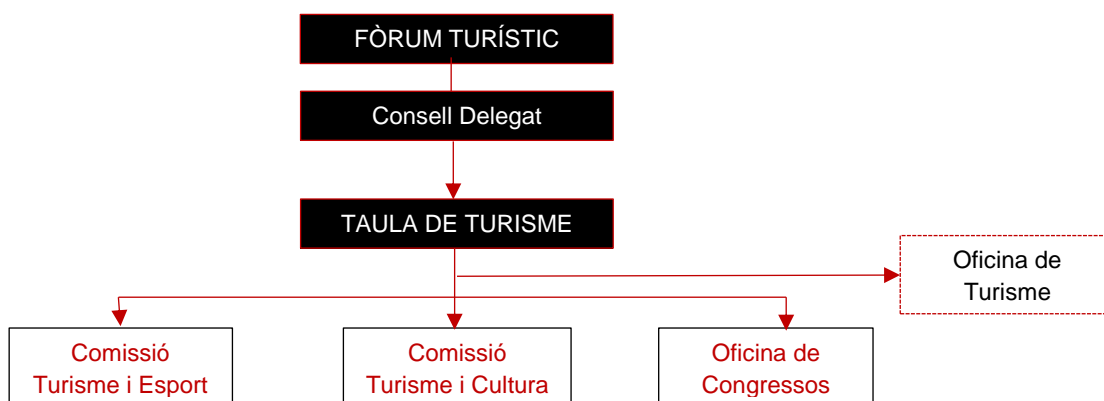 FÒRUM TURÍSTIC
Consell Delegat
TAULA DE TURISME
Oficina de
Turisme
Comissió
Turisme i Esport
Comissió
Turisme i Cultura
Oficina de
Congressos